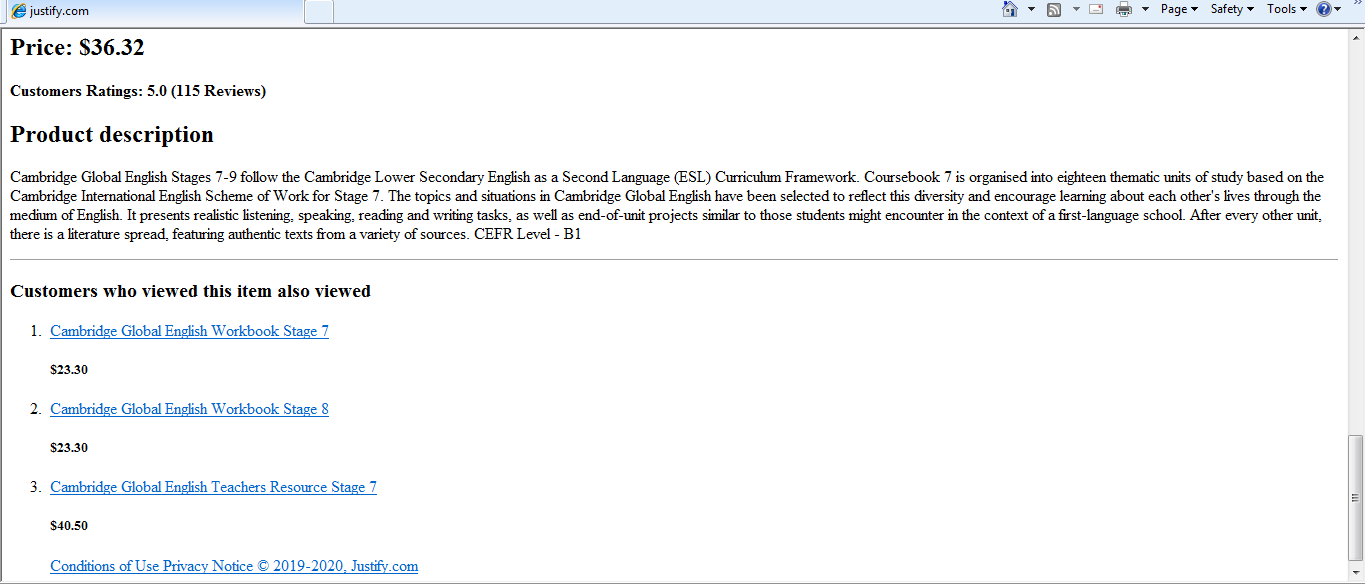 justify.com
Page Safety Tools
Price: $36.32
Customers Ratings: 5.0 (115 Reviews)
Product description
Cambridge Global English Stages 7-9 follow the Cambridge Lower Secondary English as a Second Language (ESL) Curriculum Framework. Coursebook 7 is organised into eighteen thematic units of study based on the
Cambridge International English Scheme of Work for Stage 7. The topics and situations in Cambridge Global English have been selected to reflect this diversity and encourage learning about each other's lives through the
medium of English. It presents realistic listening, speaking, reading and writing tasks, as well as end-of-unit projects similar to those students might encounter in the context of a first-language school. After every other unit,
there is a literature spread, featuring authentic texts from a variety of sources. CEFR Level - B1
Customers who viewed this item also viewed
1. Cambridge Global English Workbook Stage 7
$23.30
2. Cambridge Global English Workbook Stage 8
$23.30
3. Cambridge Global English Teachers Resource Stage 7
$40.50
Conditions of Use Privacy Notice © 2019-2020, Justify.com